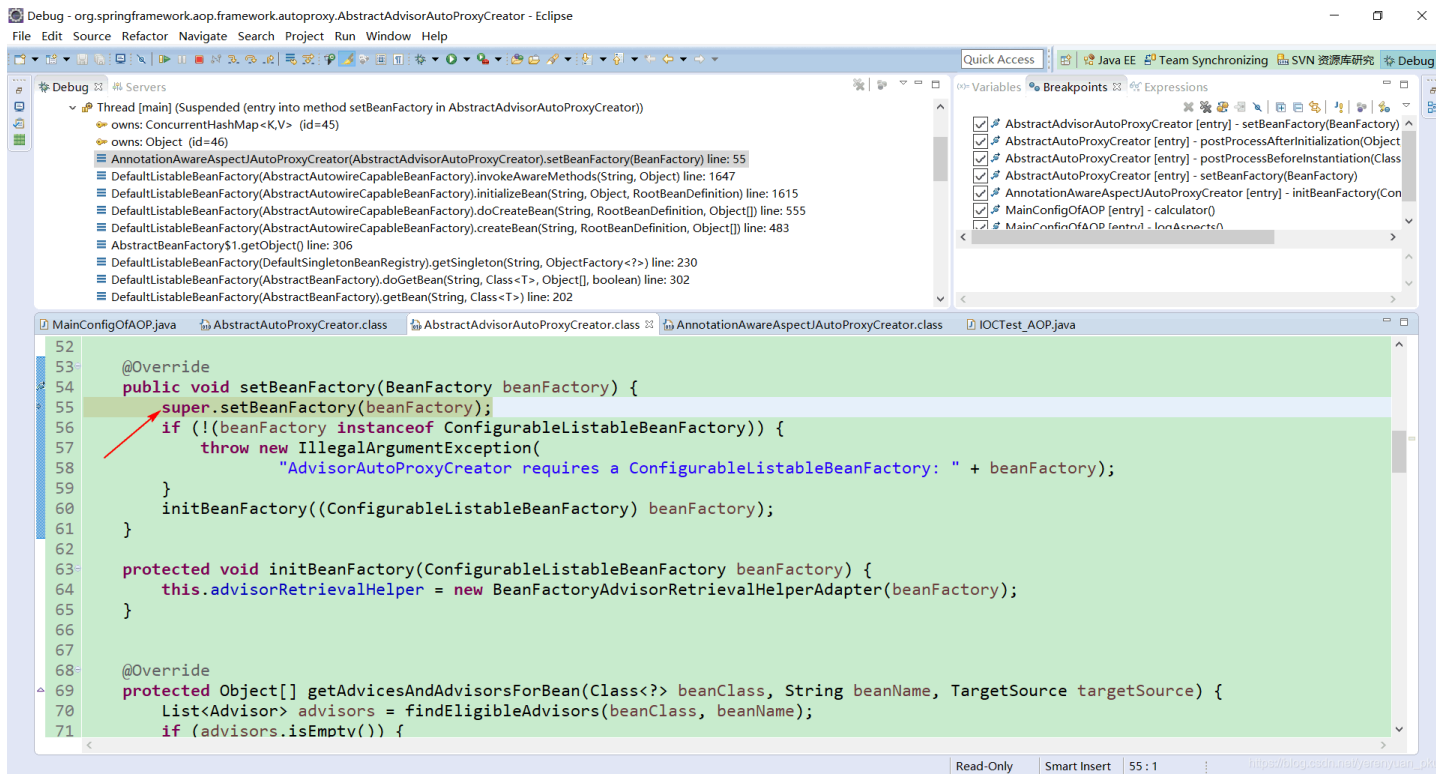 Debug - org.springframework.aop.framework.autoproxy.AbstractAdvisorAutoProxyCreator - Eclipse
File Edit Source Refactor Navigate Search Project Run Window Help
Quick Access
Java EE
Team Synchronizing
SVN 资源库研究
Debug
Debug
Servers
Thread [main] (Suspended (entry into method setBeanFactory in AbstractAdvisorAutoProxyCreator))
owns: ConcurrentHashMap<K,V> (id=45)
owns: Object (id=46)
AnnotationAwareAspectJAutoProxyCreator(AbstractAdvisorAutoProxyCreator).setBeanFactory(BeanFactory) line: 55
DefaultListableBeanFactory(AbstractAutowireCapableBeanFactory).invokeAwareMethods(String, Object) line: 1647
DefaultListableBeanFactory(AbstractAutowireCapableBeanFactory).initializeBean(String, Object, RootBeanDefinition) line: 1615
DefaultListableBeanFactory(AbstractAutowireCapableBeanFactory).doCreateBean(String, RootBeanDefinition, Object[]) line: 555
DefaultListableBeanFactory(AbstractAutowireCapableBeanFactory).createBean(String, RootBeanDefinition, Object[]) line: 483
AbstractBeanFactory$1.getObject() line: 306
DefaultListableBeanFactory(DefaultSingletonBeanRegistry).getSingleton(String, ObjectFactory<?>) line: 230
DefaultListableBeanFactory(AbstractBeanFactory).doGetBean(String, Class<T>, Object[], boolean) line: 302
DefaultListableBeanFactory(AbstractBeanFactory).getBean(String, Class<T>) line: 202
(x)= Variables
Breakpoints
Expressions
AbstractAdvisorAutoProxyCreator [entry] - setBeanFactory(BeanFactory)
AbstractAutoProxyCreator [entry] - postProcessAfterInitialization(Object
AbstractAutoProxyCreator [entry] - postProcessBeforeInstantiation(Class
AbstractAutoProxyCreator [entry] - setBeanFactory(BeanFactory)
AnnotationAwareAspectJAutoProxyCreator [entry] - initBeanFactory(Con
MainConfigOfAOP [entry] - calculator()
MainConfigOfAOP [entry] - logAspects()
MainConfigOfAOP.java
AbstractAutoProxyCreator.class
AbstractAdvisorAutoProxyCreator.class
AnnotationAwareAspectJAutoProxyCreator.class
IOCTest_AOP.java
52
53 @Override
54 public void setBeanFactory(BeanFactory beanFactory) {
55 super.setBeanFactory(beanFactory);
56 if (!(beanFactory instanceof ConfigurableListableBeanFactory)) {
57 throw new IllegalArgumentException(
58 "AdvisorAutoProxyCreator requires a ConfigurableListableBeanFactory: " + beanFactory);
59 }
60 initBeanFactory((ConfigurableListableBeanFactory) beanFactory);
61 }
62
63 protected void initBeanFactory(ConfigurableListableBeanFactory beanFactory) {
64 this.advisorRetrievalHelper = new BeanFactoryAdvisorRetrievalHelperAdapter(beanFactory);
65 }
66
67
68 @Override
69 protected Object[] getAdvicesAndAdvisorsForBean(Class<?> beanClass, String beanName, TargetSource targetSource) {
70 List<Advisor> advisors = findEligibleAdvisors(beanClass, beanName);
71 if (advisors.isEmpty()) {
Read-Only
Smart Insert
55 : 1